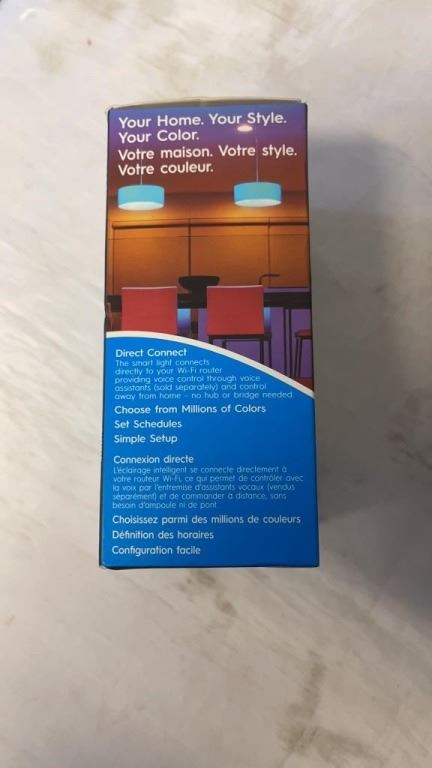 Your Home. Your Style.
Your Color.
Votre maison. Votre style.
Votre couleur.
Direct Connect
The smart light connects
directly to your Wi-Fi router
providing voice control through voice
assistants (sold separately) and control
away from home - no hub or bridge needed
Choose from Millions of Colors
Set Schedules
Simple Setup
Connexion directe
L'éclairage intelligent se connecte directement à
votre routeur Wi-Fi, ce qui permet de contrôler avec
la voix par l'entremise d'assistants vocaux (vendus
séparément) et de commander à distance, sans
besoin d'ampoule ni de pont
Choisissez parmi des millions de couleurs
Définition des horaires
Configuration facile